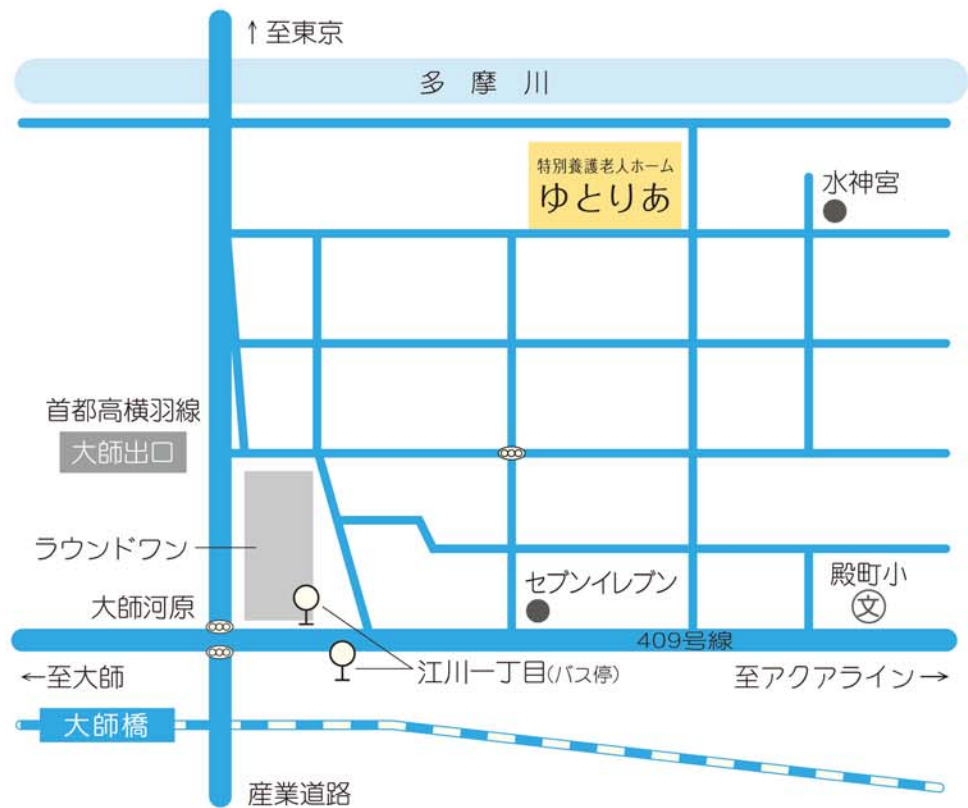 ↑至東京
多摩川
特別養護老人ホーム
ゆとりあ
水神宮
首都高横羽線
大師出口
ラウンドワン
セブンイレブン
殿町小
文
大師河原
409号線
←至大師
江川一丁目(バス停)
至アクアライン→
大師橋
産業道路